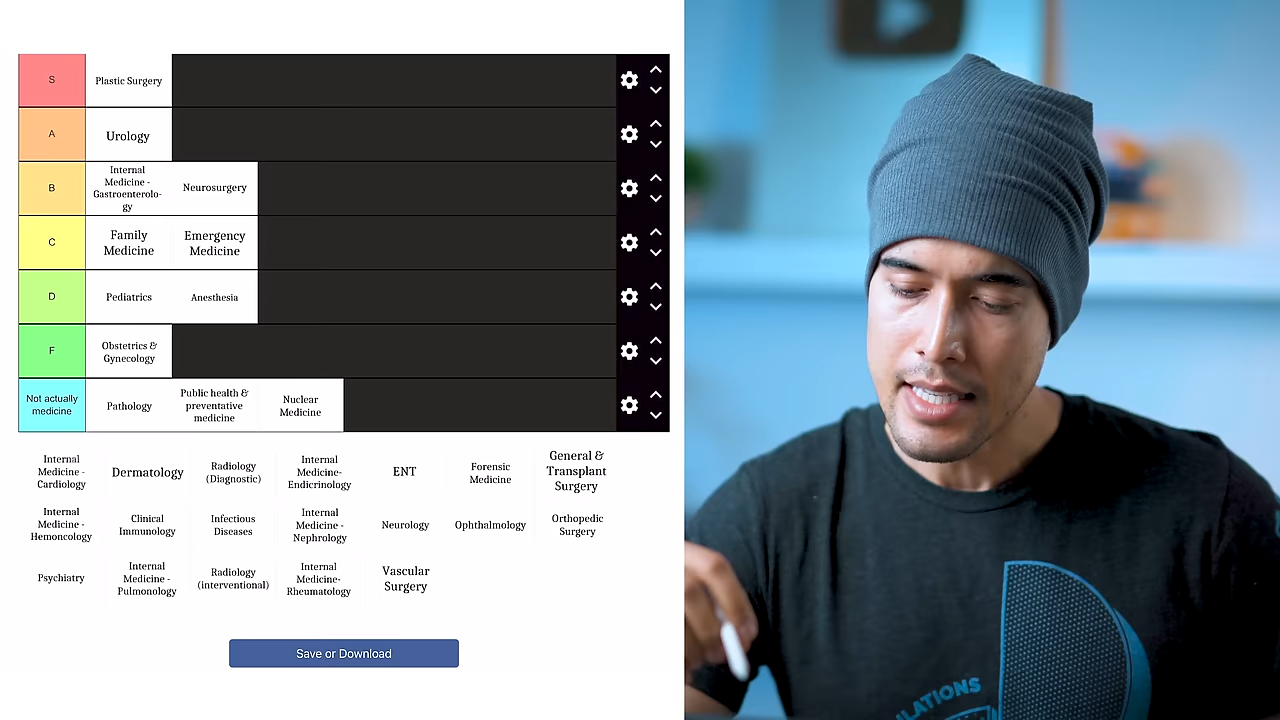 S
Plastic Surgery
A
Urology
B
Internal
Medicine -
Gastroenterolo-
gy
Neurosurgery
C
Family
Medicine
Emergency
Medicine
D
Pediatrics
Anesthesia
F
Obstetrics &
Gynecology
Not actually
medicine
Pathology
Public health &
preventative
medicine
Nuclear
Medicine
Internal
Medicine -
Cardiology
Dermatology
Radiology
(Diagnostic)
Internal
Medicine-
Endicrinology
ENT
Forensic
Medicine
General &
Transplant
Surgery
Internal
Medicine -
Hemoncology
Clinical
Immunology
Infectious
Diseases
Internal
Medicine -
Nephrology
Neurology
Ophthalmology
Orthopedic
Surgery
Psychiatry
Internal
Medicine -
Pulmonology
Radiology
(interventional)
Internal
Medicine-
Rheumatology
Vascular
Surgery
Save or Download